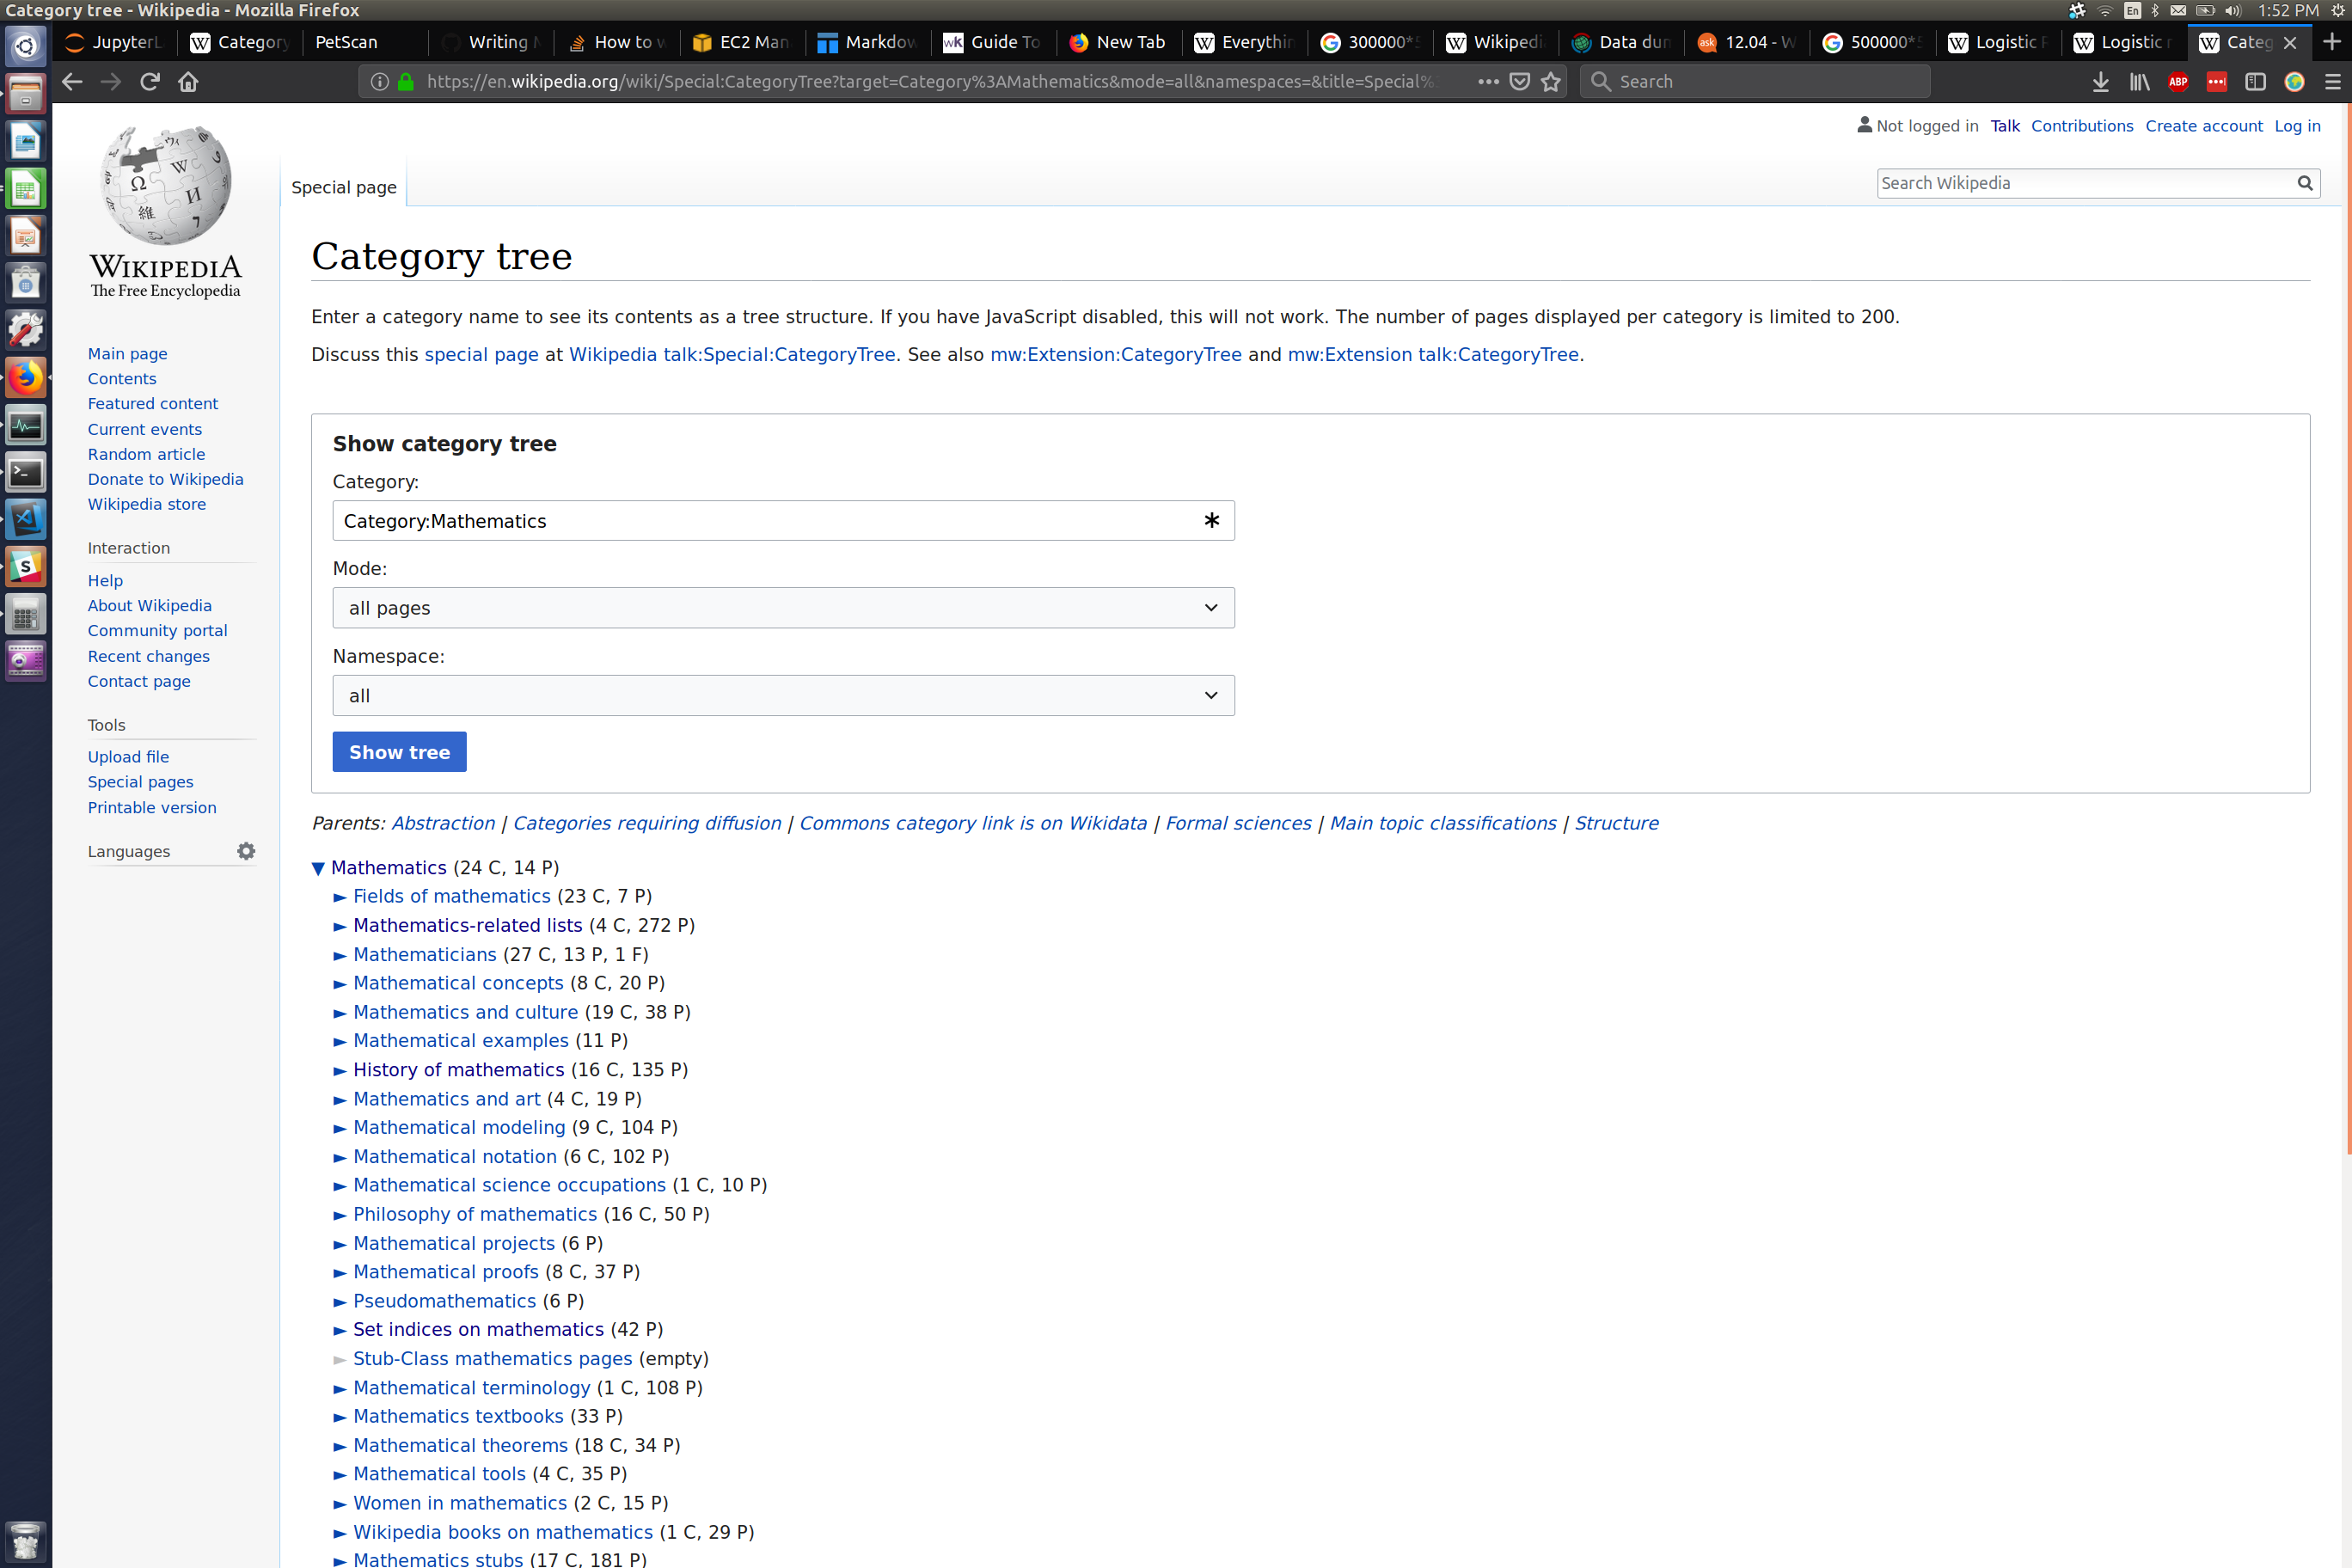 Category tree - Wikipedia - Mozilla Firefox
En
1:52 PM
JupyterL
Category
PetScan
Writing
How to w
EC2 Man
Markdow
wk Guide To
New Tab
Everythin
300000*
Wikipedi
Data dum
ask 12.04 - W
500000*
Logistic
Logistic r
Categ
https://en.wikipedia.org/wiki/Special:CategoryTree?target=Category%3AMathematics&mode=all&namespaces=&title=Special%
Search
ABP
WIKIPEDIA
The Free Encyclopedia
Not logged in Talk Contributions Create account Log in
Special page
Search Wikipedia
Category tree
Enter a category name to see its contents as a tree structure. If you have JavaScript disabled, this will not work. The number of pages displayed per category is limited to 200.
Discuss this special page at Wikipedia talk:Special:CategoryTree. See also mw:Extension:CategoryTree and mw:Extension talk:CategoryTree.
Main page
Contents
Featured content
Current events
Random article
Donate to Wikipedia
Wikipedia store
Interaction
Help
About Wikipedia
Community portal
Recent changes
Contact page
Tools
Upload file
Special pages
Printable version
Languages
Show category tree
Category:
Category:Mathematics
Mode:
all pages
Namespace:
all
Show tree
Parents: Abstraction | Categories requiring diffusion | Commons category link is on Wikidata | Formal sciences | Main topic classifications | Structure
▼ Mathematics (24 C, 14 P)
► Fields of mathematics (23 C, 7 P)
► Mathematics-related lists (4 C, 272 P)
► Mathematicians (27 C, 13 P, 1 F)
► Mathematical concepts (8 C, 20 P)
► Mathematics and culture (19 C, 38 P)
► Mathematical examples (11 P)
► History of mathematics (16 C, 135 P)
► Mathematics and art (4 C, 19 P)
► Mathematical modeling (9 C, 104 P)
► Mathematical notation (6 C, 102 P)
► Mathematical science occupations (1 C, 10 P)
► Philosophy of mathematics (16 C, 50 P)
► Mathematical projects (6 P)
► Mathematical proofs (8 C, 37 P)
► Pseudomathematics (6 P)
► Set indices on mathematics (42 P)
► Stub-Class mathematics pages (empty)
► Mathematical terminology (1 C, 108 P)
► Mathematics textbooks (33 P)
► Mathematical theorems (18 C, 34 P)
► Mathematical tools (4 C, 35 P)
► Women in mathematics (2 C, 15 P)
► Wikipedia books on mathematics (1 C, 29 P)
► Mathematics stubs (17 C, 181 P)